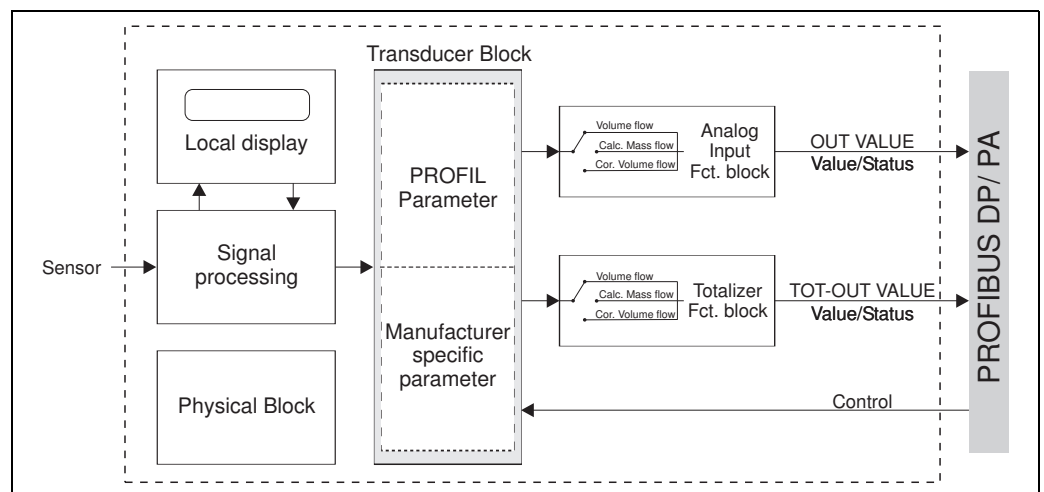 Transducer Block
Local display
Signal
processing
Sensor
Physical Block
PROFIL
Parameter
Manufacturer
specific
parameter
Volume flow
Calc. Mass flow
Cor. Volume flow
Analog
Input
Fct. block
OUT VALUE
Value/Status
Volume flow
Calc. Mass flow
Cor. Volume flow
Totalizer
Fct. block
TOT-OUT VALUE
Value/Status
Control
PROFIBUS DP/ PA